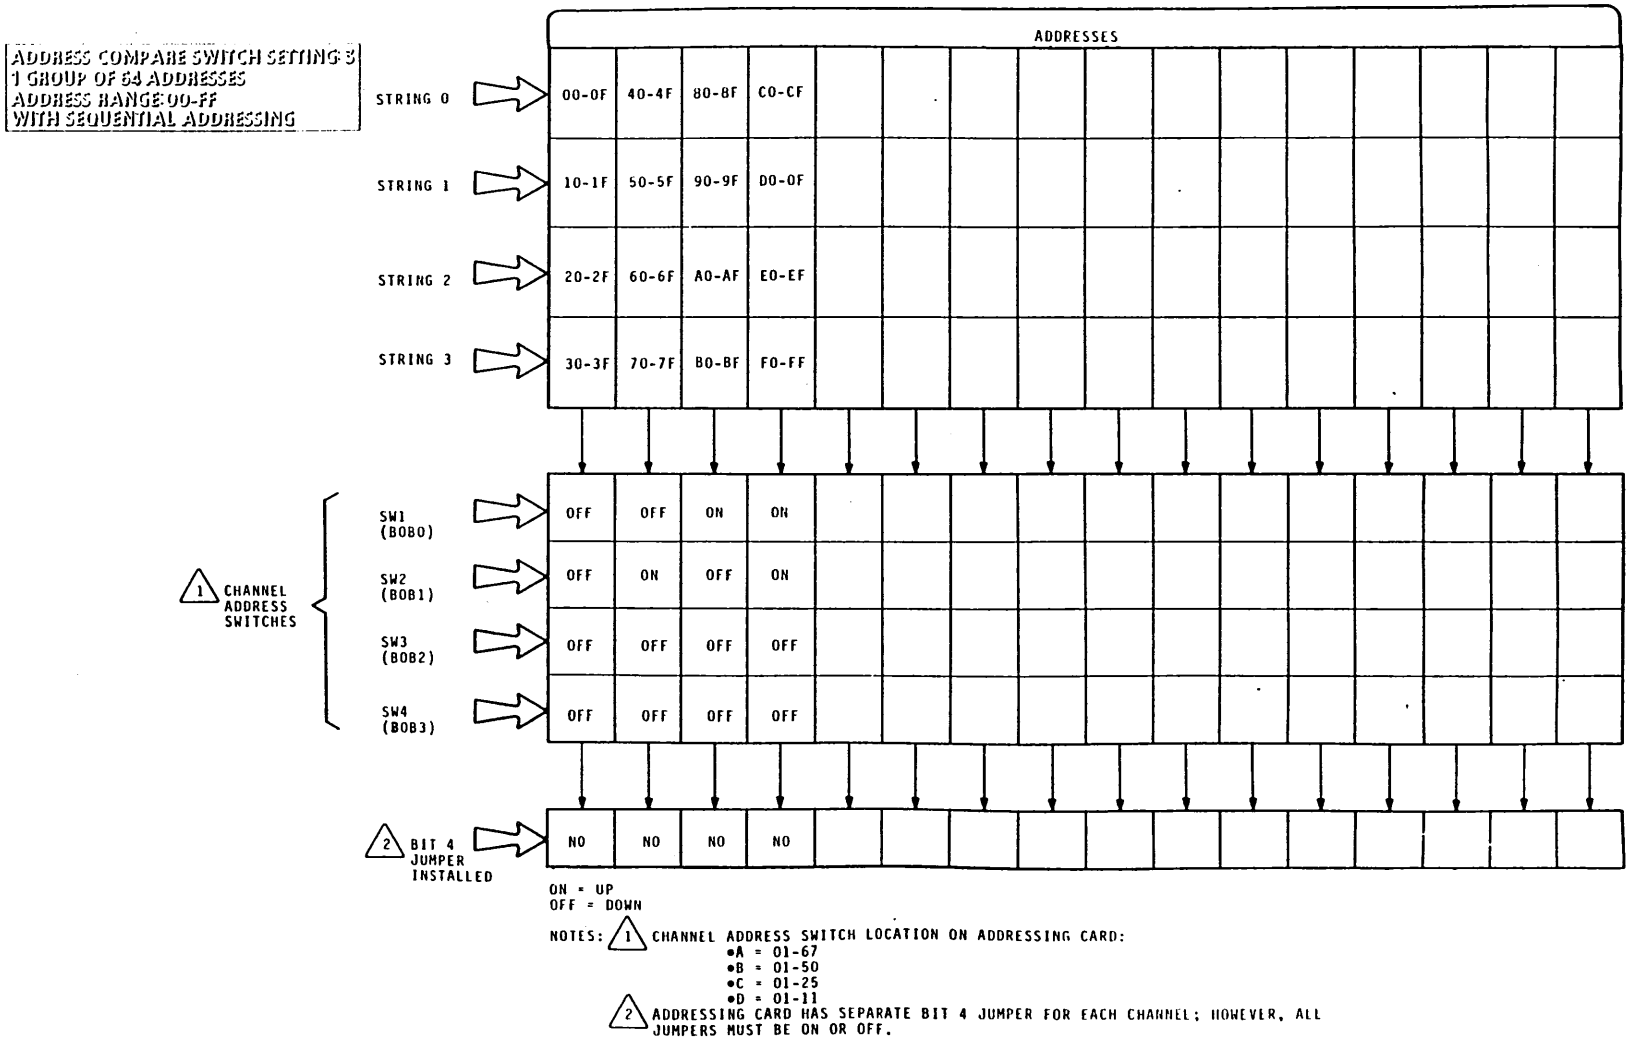 ADDRESSES
ADDRESS COMPARE SWITCH SETTING 3
1 GROUP OF 64 ADDRESSES
ADDRESS RANGE:00-FF
WITH SEQUENTIAL ADDRESSING
STRING 0 00-0F 40-4F 80-8F C0-CF
STRING 1 10-1F 50-5F 90-9F D0-0F
STRING 2 20-2F 60-6F A0-AF E0-EF
STRING 3 30-3F 70-7F B0-BF F0-FF
SW1 OFF OFF ON ON
(BOB0)
SW2 OFF ON OFF ON
(BOB1)
1 CHANNEL
ADDRESS
SWITCHES
SW3 OFF OFF OFF OFF
(BOB2)
SW4 OFF OFF OFF OFF
(BOB3)
2 BIT 4 NO NO NO NO
JUMPER
INSTALLED
ON = UP
OFF = DOWN
NOTES: 1 CHANNEL ADDRESS SWITCH LOCATION ON ADDRESSING CARD:
•A = 01-67
•B = 01-50
•C = 01-25
•D = 01-11
2 ADDRESSING CARD HAS SEPARATE BIT 4 JUMPER FOR EACH CHANNEL; HOWEVER, ALL
JUMPERS MUST BE ON OR OFF.